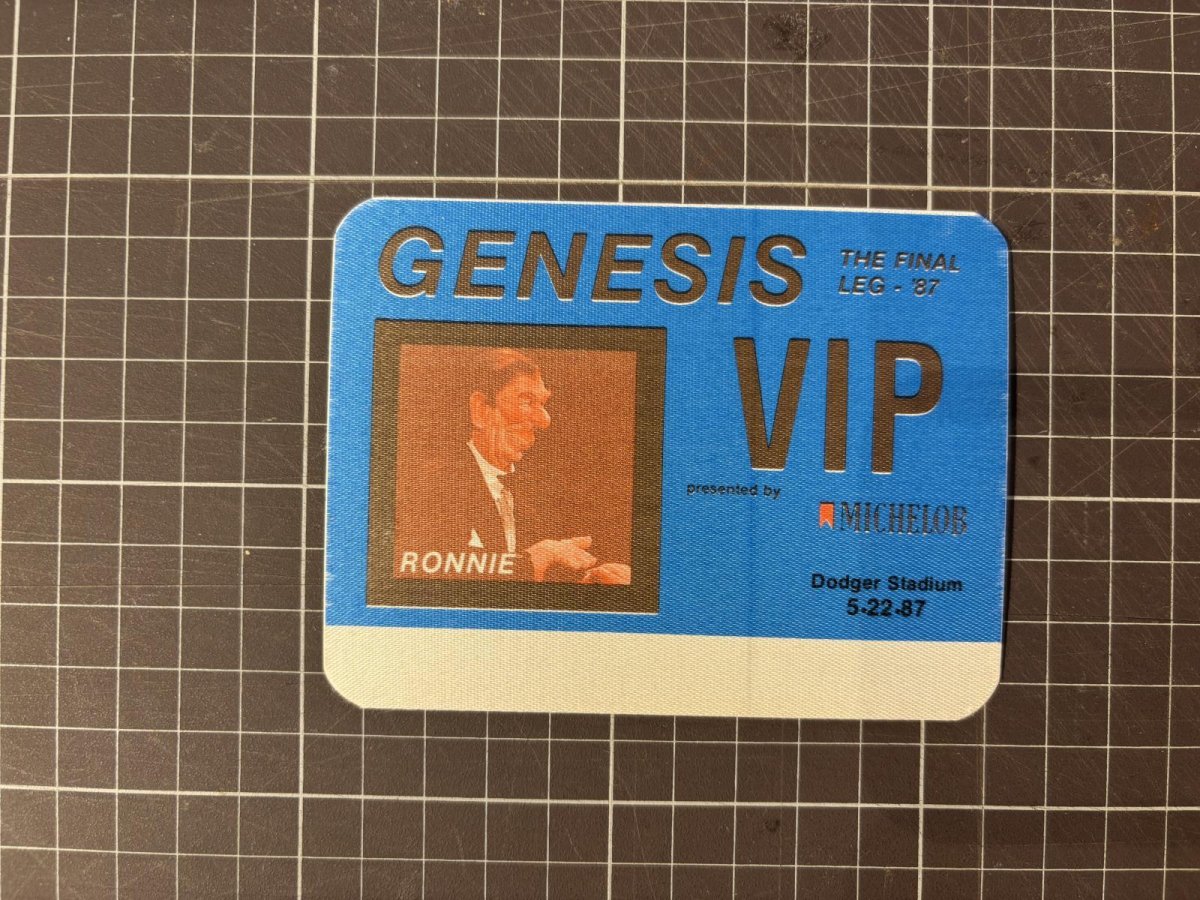 GENESIS
THE FINAL
LEG - '87
VIP
presented by
MICHELOB
RONNIE
Dodger Stadium
5-22-87